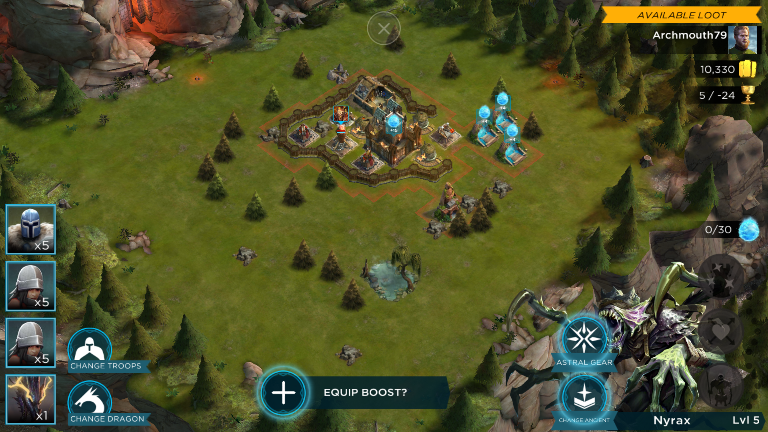 AVAILABLE LOOT
Archmouth79
10,330
5 / -24
x5
0/30
x5
x5
CHANGE TROOPS
ASTRAL GEAR
x1
CHANGE DRAGON
EQUIP BOOST?
CHANGE ANCIENT
Nyrax Lvl 5